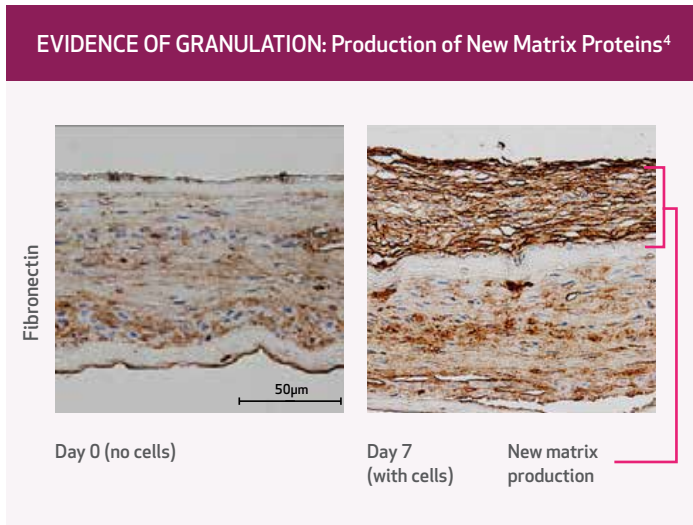 EVIDENCE OF GRANULATION: Production of New Matrix Proteins4
Fibronectin
50µm
Day 0 (no cells)
Day 7
(with cells)
New matrix
production